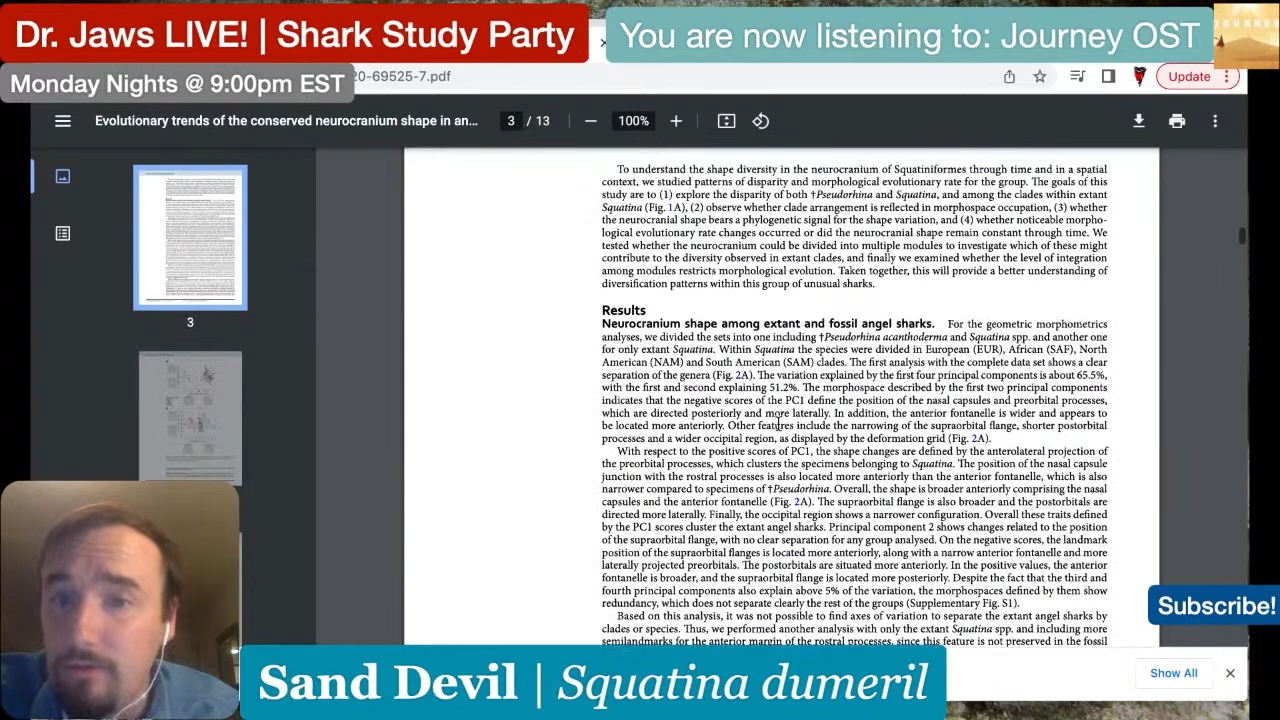 Dr. Jaws LIVE! | Shark Study Party
You are now listening to: Journey OST
JOURNEY
Monday Nights @ 9:00pm EST
20-69525-7.pdf
Update
Evolutionary trends of the conserved neurocranium shape in an...
3 / 13
100%
To understand the shape diversity in the neurocranium of Squatiniformes through time and in a spatial
context, we studied patterns of disparity and morphological evolutionary rate for the group. The goals of this
study are to (1) explore the disparity of both †Pseudorhina and Squatina, and among the clades within extant
Squatina (Fig. 1A), (2) observe whether clade arrangement is reflected in morphospace occupation, (3) whether
the neurocranial shape bears a phylogenetic signal for the shape variation, and (4) whether noticeable morpho-
logical evolutionary rate changes occurred or did the neurocranial shape remain constant through time. We
tested whether the neurocranium could be divided into multiple modules to investigate which of these might
contribute to the diversity observed in extant clades, and finally we examined whether the level of integration
among modules restricts morphological evolution. Taken together, this will provide a better understanding of
diversification patterns within this group of unusual sharks.
Results
Neurocranium shape among extant and fossil angel sharks. For the geometric morphometrics
analyses, we divided the sets into one including †Pseudorhina acanthoderma and Squatina spp. and another one
for only extant Squatina. Within Squatina the species were divided in European (EUR), African (SAF), North
American (NAM) and South American (SAM) clades. The first analysis with the complete data set shows a clear
separation of the genera (Fig. 2A). The variation explained by the first four principal components is about 65.5%,
with the first and second explaining 51.2%. The morphospace described by the first two principal components
indicates that the negative scores of the PC1 define the position of the nasal capsules and preorbital processes,
which are directed posteriorly and more laterally. In addition, the anterior fontanelle is wider and appears to
be located more anteriorly. Other features include the narrowing of the supraorbital flange, shorter postorbital
processes and a wider occipital region, as displayed by the deformation grid (Fig. 2A).
With respect to the positive scores of PC1, the shape changes are defined by the anterolateral projection of
the preorbital processes, which clusters the specimens belonging to Squatina. The position of the nasal capsule
junction with the rostral processes is also located more anteriorly than the anterior fontanelle, which is also
narrower compared to specimens of †Pseudorhina. Overall, the shape is broader anteriorly comprising the nasal
capsules and the anterior fontanelle (Fig. 2A). The supraorbital flange is also broader and the postorbitals are
directed more laterally. Finally, the occipital region shows a narrower configuration. Overall these traits defined
by the PC1 scores cluster the extant angel sharks. Principal component 2 shows changes related to the position
of the supraorbital flange, with no clear separation for any group analysed. On the negative scores, the landmark
position of the supraorbital flanges is located more anteriorly, along with a narrow anterior fontanelle and more
laterally projected preorbitals. The postorbitals are situated more anteriorly. In the positive values, the anterior
fontanelle is broader, and the supraorbital flange is located more posteriorly. Despite the fact that the third and
fourth principal components also explain above 5% of the variation, the morphospaces defined by them show
redundancy, which does not separate clearly the rest of the groups (Supplementary Fig. S1).
Based on this analysis, it was not possible to find axes of variation to separate the extant angel sharks by
clades or species. Thus, we performed another analysis with only the extant Squatina spp. and including more
semilandmarks for the anterior margin of the rostral processes, since this feature is not preserved in the fossil
3
Subscribe!
Show All
Sand Devil | Squatina dumeril